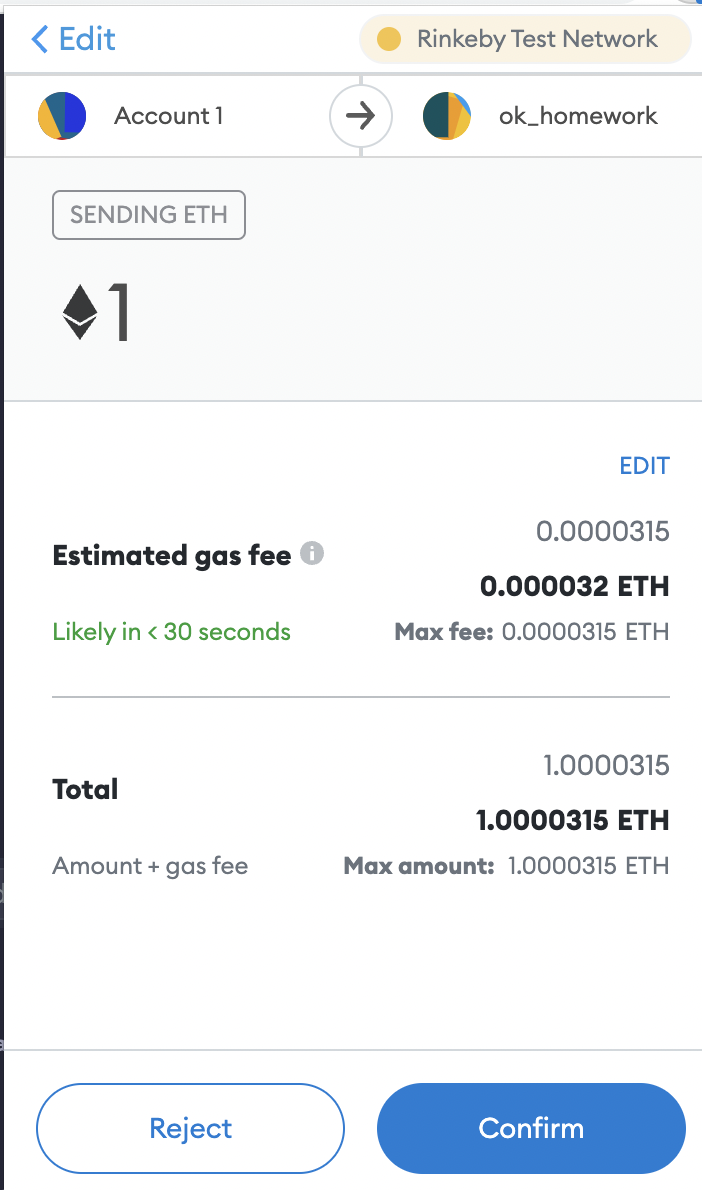 Edit
Rinkeby Test Network
Account 1
ok_homework
SENDING ETH
1
EDIT
0.0000315
Estimated gas fee
0.000032 ETH
Likely in < 30 seconds
Max fee: 0.0000315 ETH
1.0000315
Total
1.0000315 ETH
Amount + gas fee
Max amount: 1.0000315 ETH
Reject
Confirm